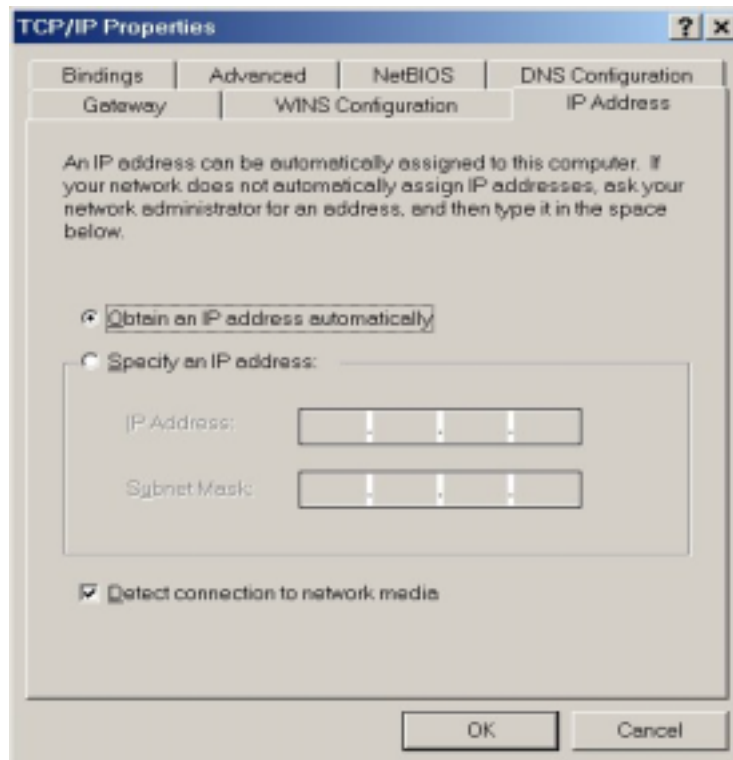 TCP/IP Properties
Bindings
Advanced
NetBIOS
DNS Configuration
Gateway
WINS Configuration
IP Address
An IP address can be automatically assigned to this computer. If
your network does not automatically assign IP addresses, ask your
network administrator for an address, and then type it in the space
below.
Obtain an IP address automatically
Specify an IP address:
IP Address:
. . .
Subnet Mask:
. . .
Detect connection to network media
OK
Cancel